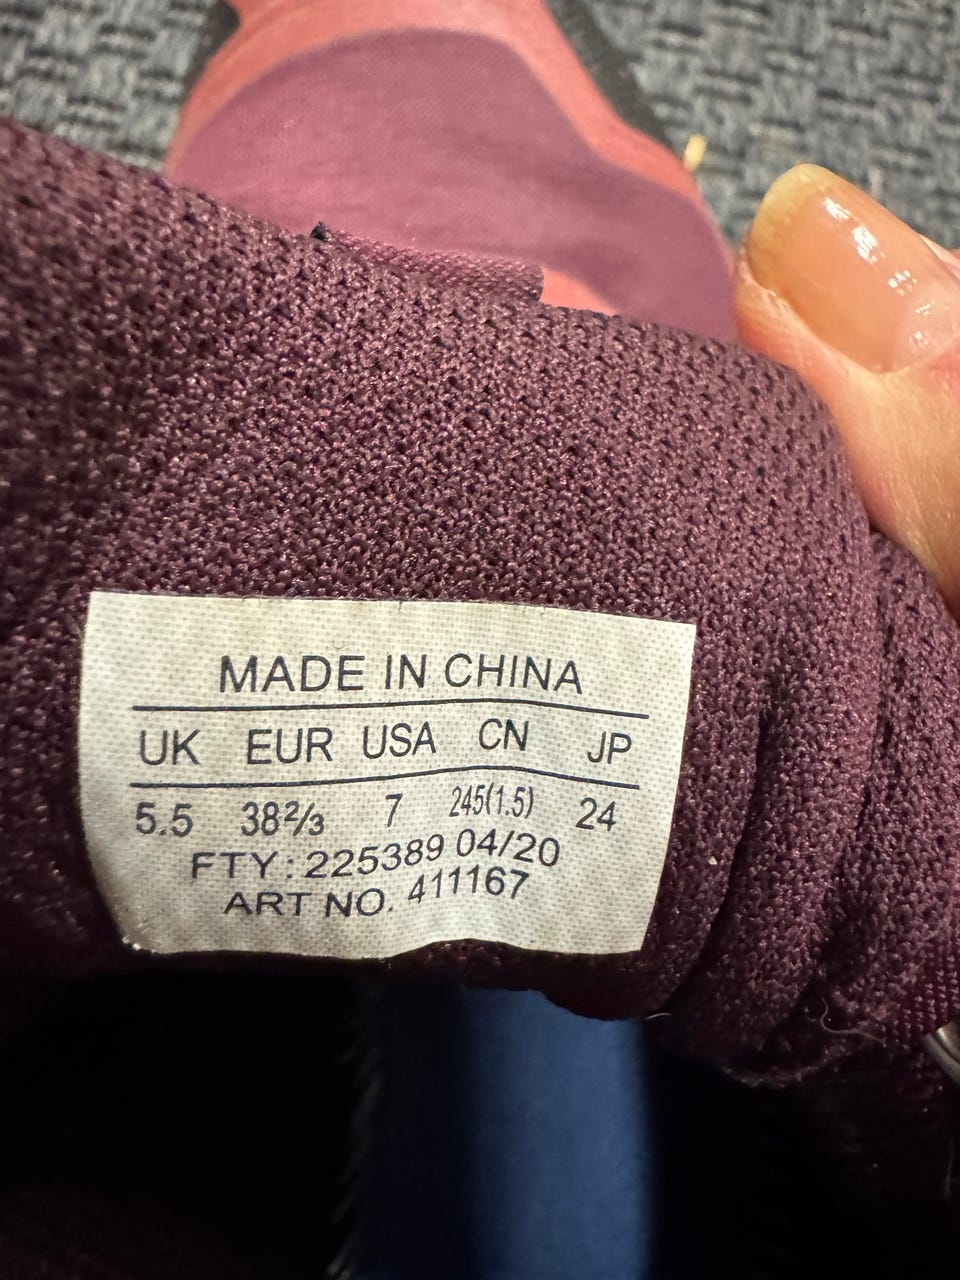 MADE IN CHINA
UK EUR USA CN JP
5.5 38⅔ 7 245(1.5) 24
FTY: 225389 04/20
ART NO. 411167